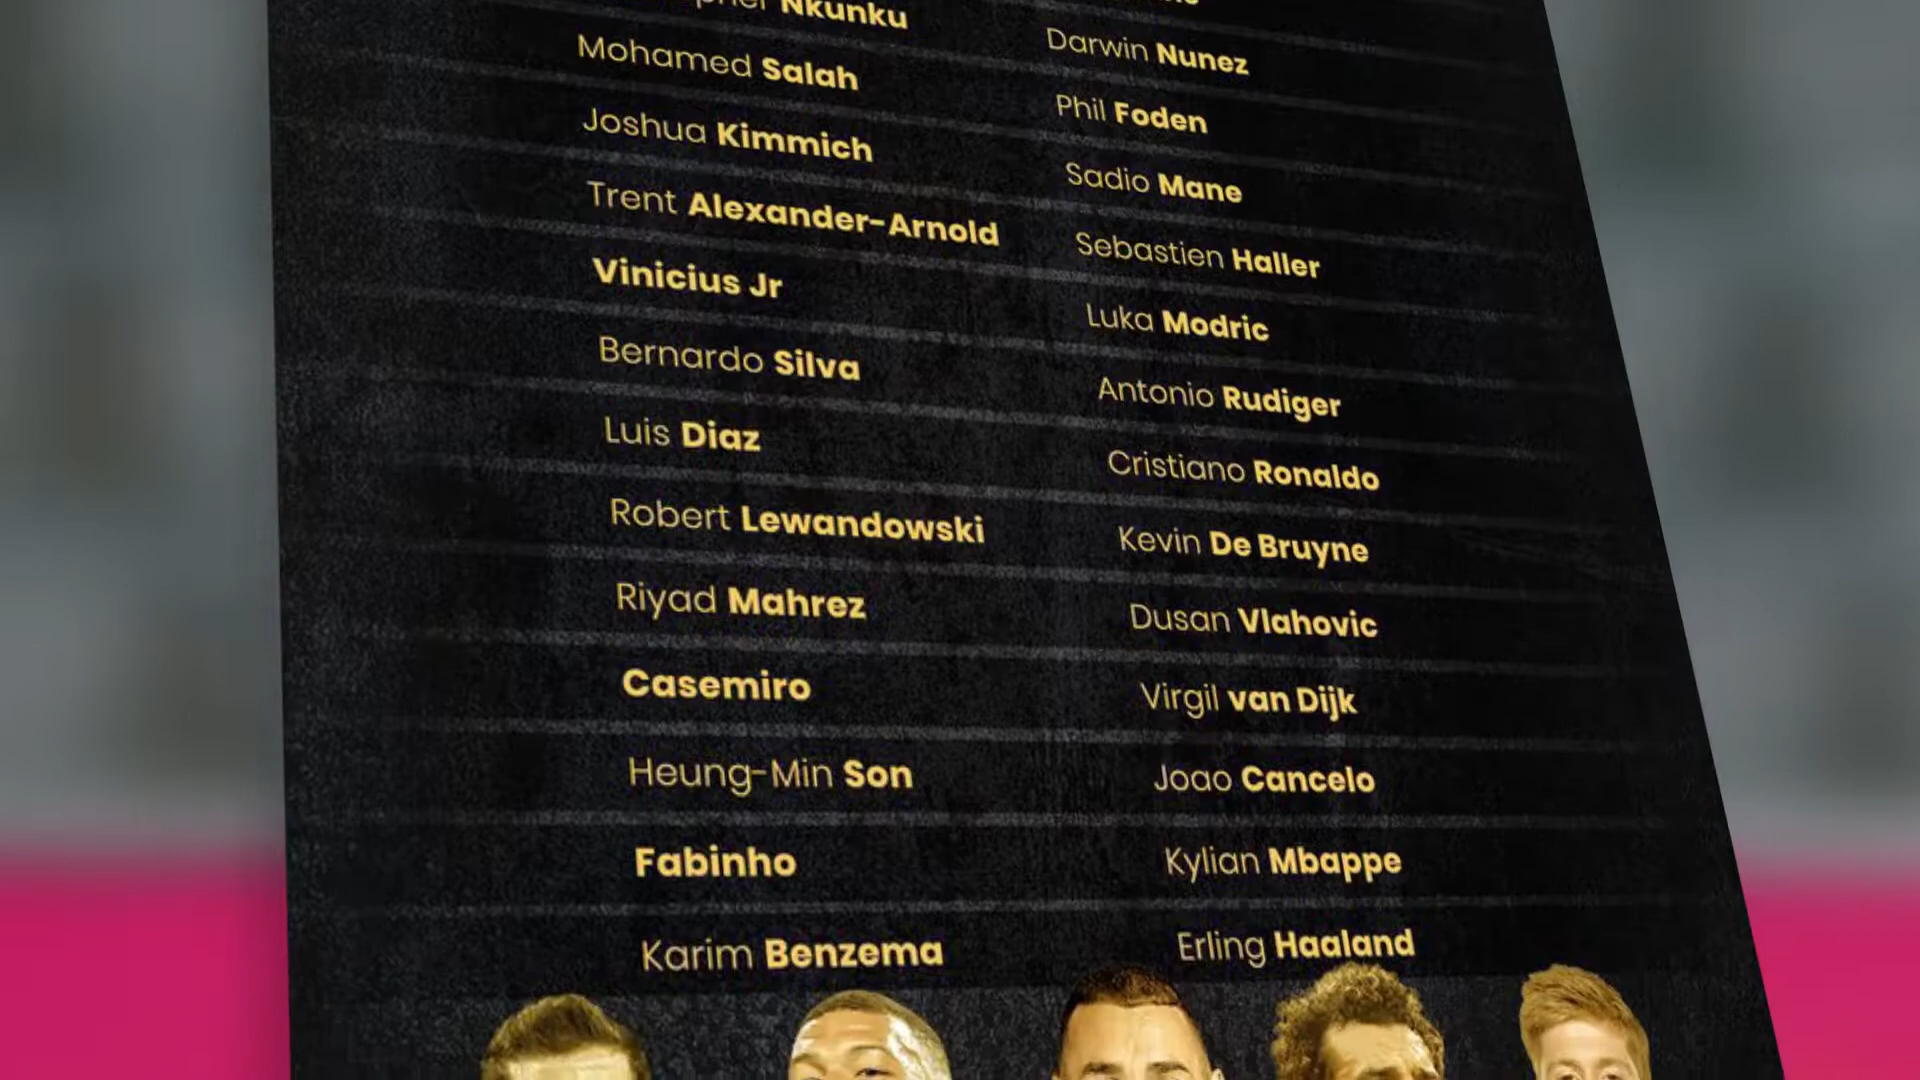 Nkunku
Mohamed Salah
Joshua Kimmich
Trent Alexander-Arnold
Vinicius Jr
Bernardo Silva
Luis Diaz
Robert Lewandowski
Riyad Mahrez
Casemiro
Heung-Min Son
Fabinho
Karim Benzema
Darwin Nunez
Phil Foden
Sadio Mane
Sebastien Haller
Luka Modric
Antonio Rudiger
Cristiano Ronaldo
Kevin De Bruyne
Dusan Vlahovic
Virgil van Dijk
Joao Cancelo
Kylian Mbappe
Erling Haaland